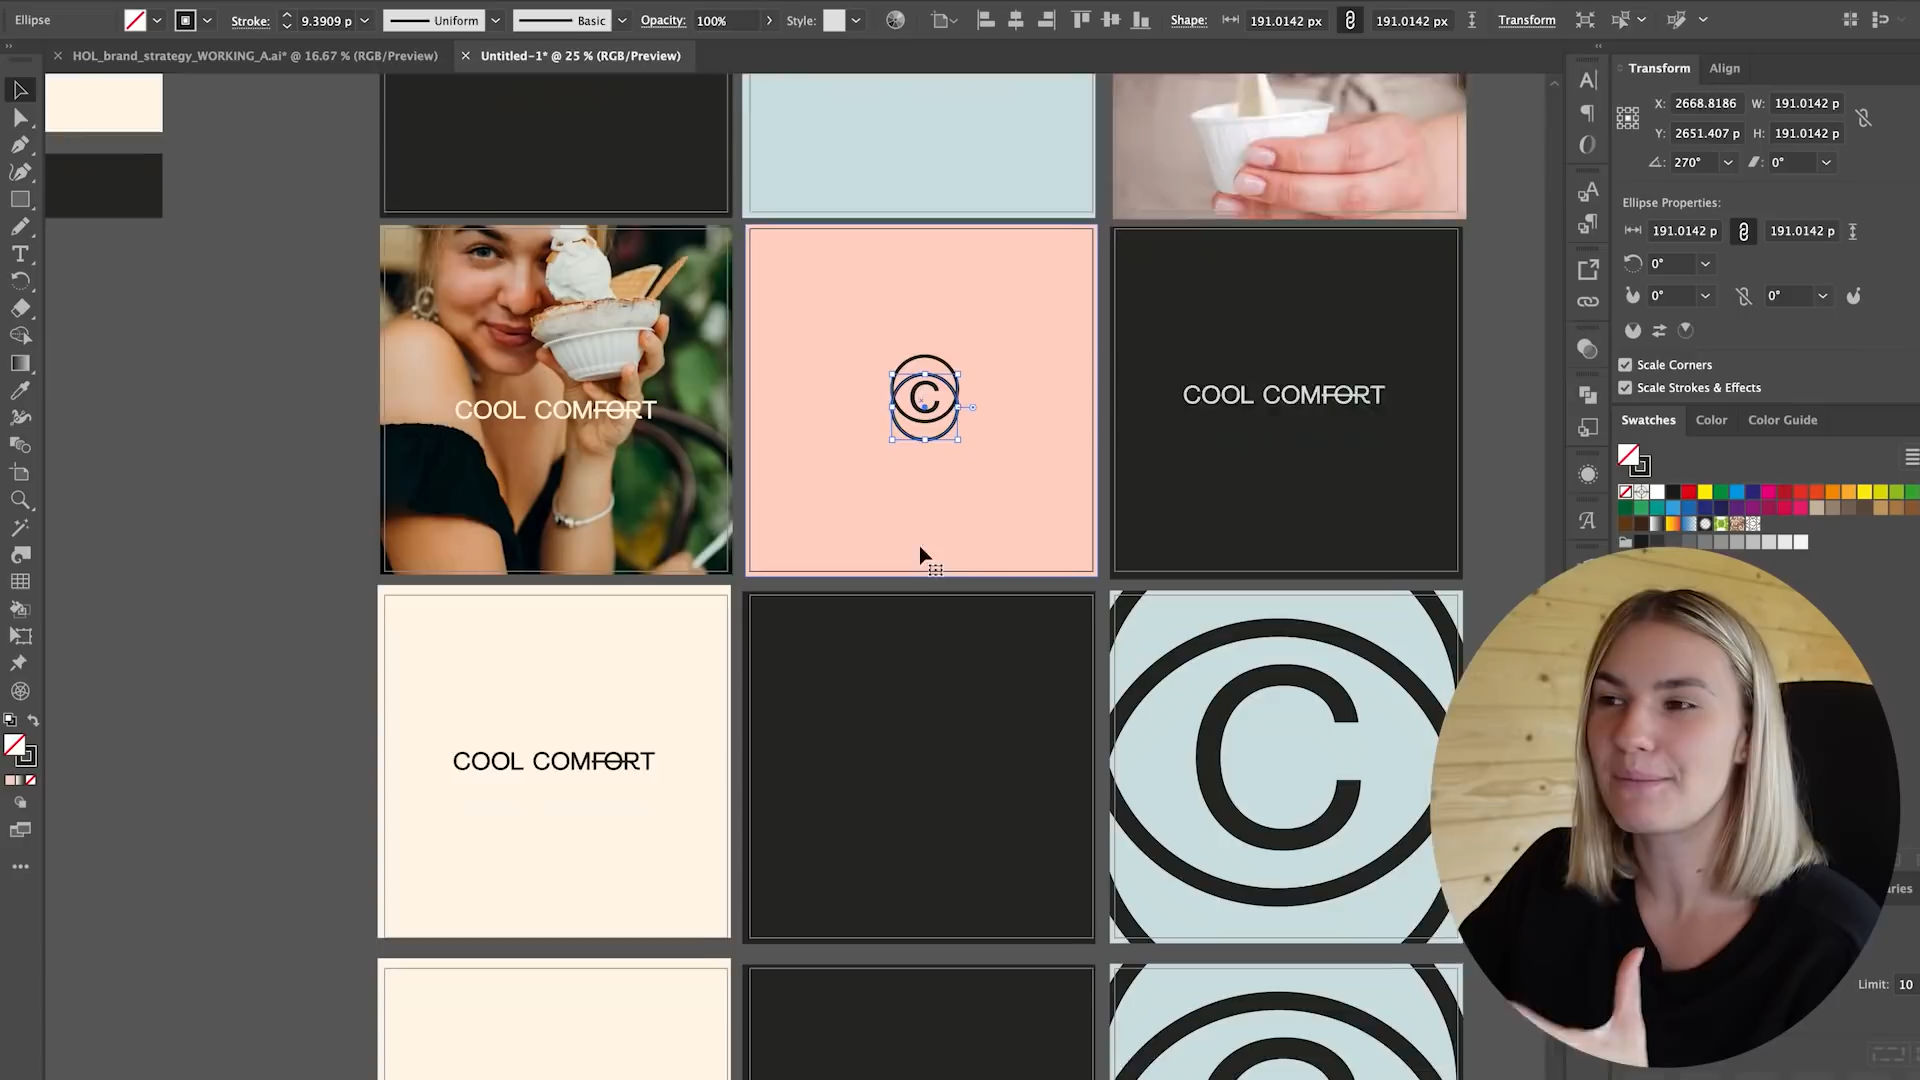 Ellipse
Stroke: 9.3909 p Uniform Basic Opacity: 100% Style: Shape: 191.0142 px 191.0142 px Transform
HOL_brand_strategy_WORKING_A.ai* @ 16.67 % (RGB/Preview) Untitled-1* @ 25 % (RGB/Preview)
Transform Align
X: 2668.8186 W: 191.0142 p
Y: 2651.407 p H: 191.0142 p
270° 0°
Ellipse Properties:
191.0142 p 191.0142 p
0°
0° 0°
Scale Corners
Scale Strokes & Effects
Swatches Color Color Guide
COOL COMFORT
C
COOL COMFORT
COOL COMFORT
C
Limit: 10